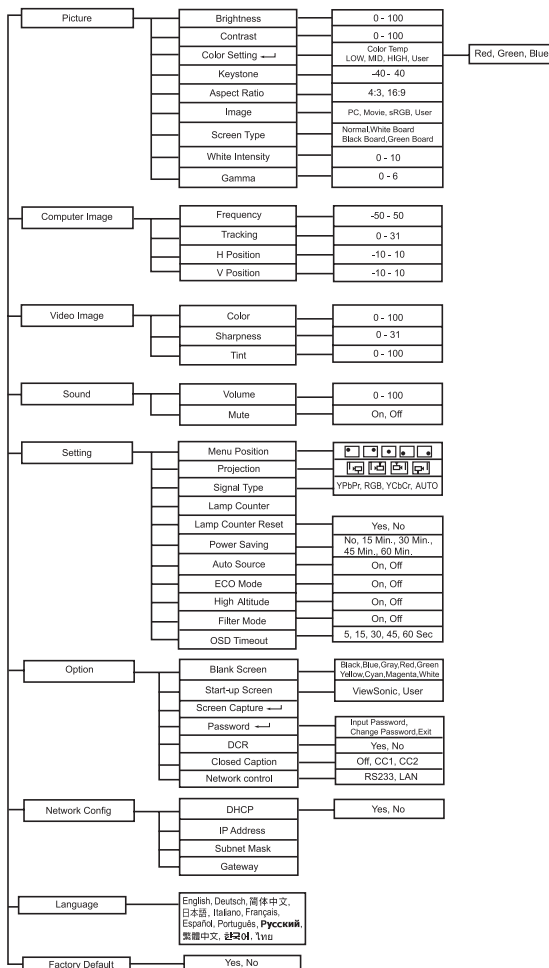 Picture
Brightness
0 - 100
Contrast
0 - 100
Color Setting
Color Temp
LOW, MID, HIGH, User
Red, Green, Blue
Keystone
-40- 40
Aspect Ratio
4:3, 16:9
Image
PC, Movie, sRGB, User
Screen Type
Normal,White Board
Black Board,Green Board
White Intensity
0 - 10
Gamma
0 - 6
Computer Image
Frequency
-50 - 50
Tracking
0 - 31
H Position
-10 - 10
V Position
-10 - 10
Video Image
Color
0 - 100
Sharpness
0 - 31
Tint
0 - 100
Sound
Volume
0 - 100
Mute
On, Off
Setting
Menu Position
Projection
Signal Type
YPbPr, RGB, YCbCr, AUTO
Lamp Counter
Lamp Counter Reset
Yes, No
Power Saving
No, 15 Min., 30 Min.,
45 Min., 60 Min.
Auto Source
On, Off
ECO Mode
On, Off
High Altitude
On, Off
Filter Mode
On, Off
OSD Timeout
5, 15, 30, 45, 60 Sec
Option
Blank Screen
Black,Blue,Gray,Red,Green
Yellow,Cyan,Magenta,White
Start-up Screen
ViewSonic, User
Screen Capture
Password
Input Password,
Change Password,Exit
DCR
Yes, No
Closed Caption
Off, CC1, CC2
Network control
RS233, LAN
Network Config
DHCP
Yes, No
IP Address
Subnet Mask
Gateway
Language
English, Deutsch, 简体中文,
日本語, Italiano, Français,
Español, Português, Русский,
繁體中文, 한국어, ไทย
Factory Default
Yes, No